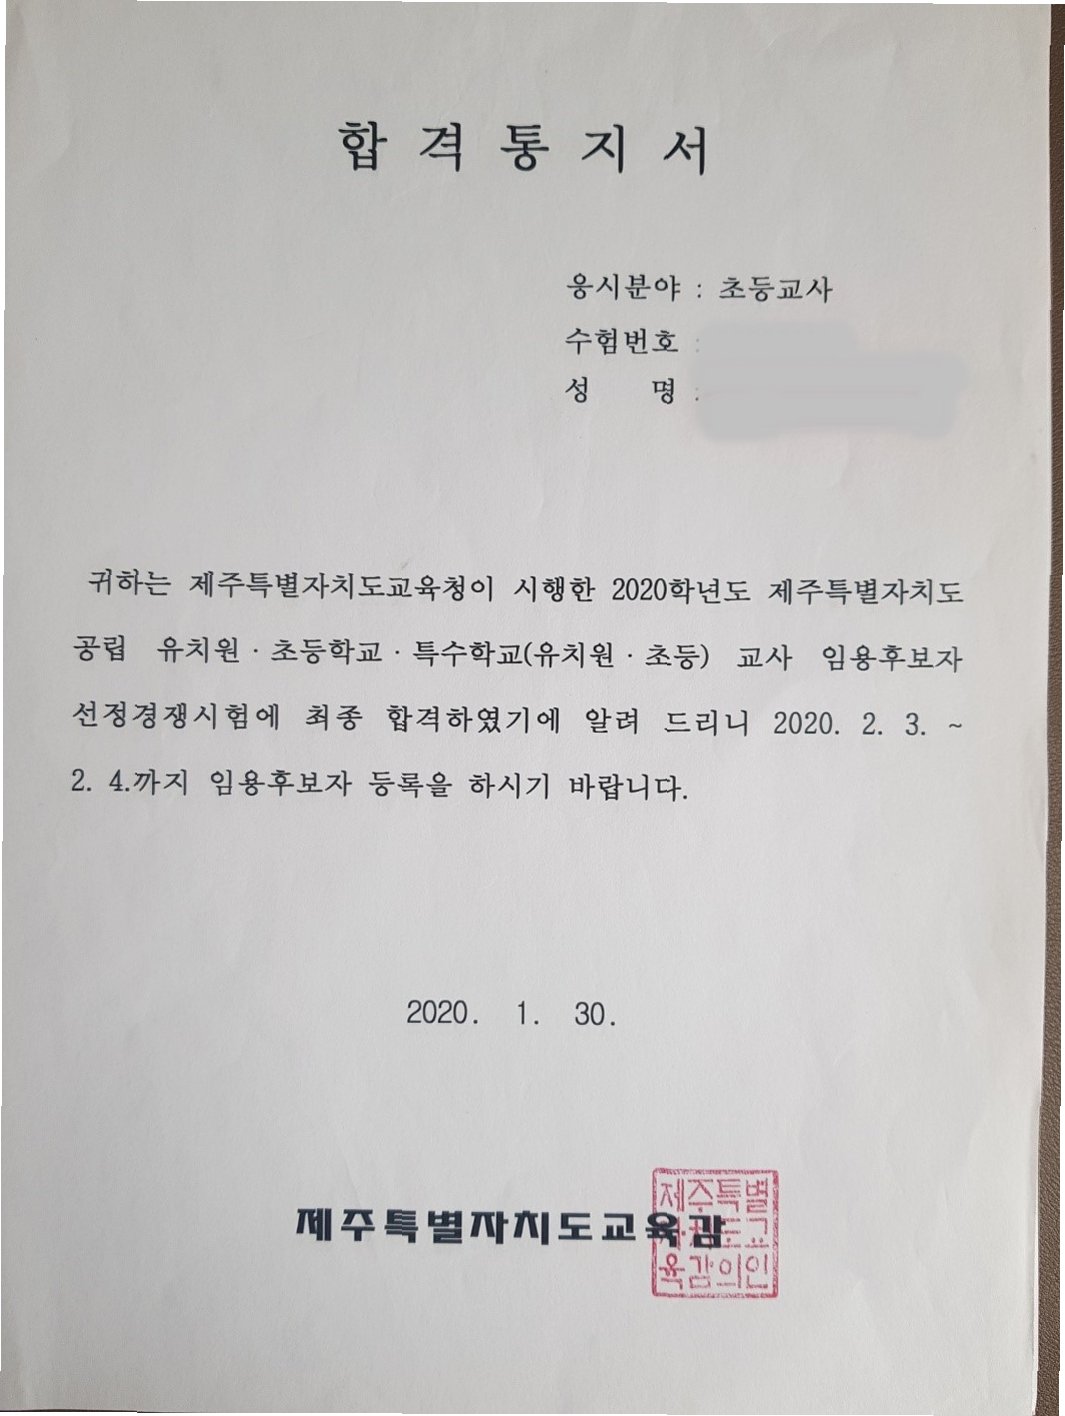 합 격 통 지 서
응시분야 : 초등교사
수험번호 :
성 명 :
귀하는 제주특별자치도교육청이 시행한 2020학년도 제주특별자치도
공립 유치원 · 초등학교 · 특수학교(유치원 · 초등) 교사 임용후보자
선정경쟁시험에 최종 합격하였기에 알려 드리니 2020. 2. 3. ~
2. 4.까지 임용후보자 등록을 하시기 바랍니다.
2020. 1. 30.
제주특별자치도교육감
제주특별
자치도교
육감의인